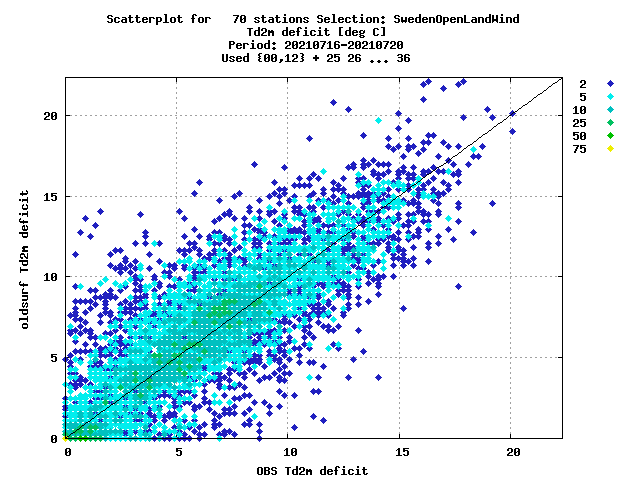 Scatterplot for   70 stations Selection: SwedenOpenLandWind
Td2m deficit [deg C]
Period: 20210716-20210720
Used {00,12} + 25 26 ... 36
2
5
10
25
50
75
20
15
10
5
0
oldsurf Td2m deficit
0 5 10 15 20
OBS Td2m deficit